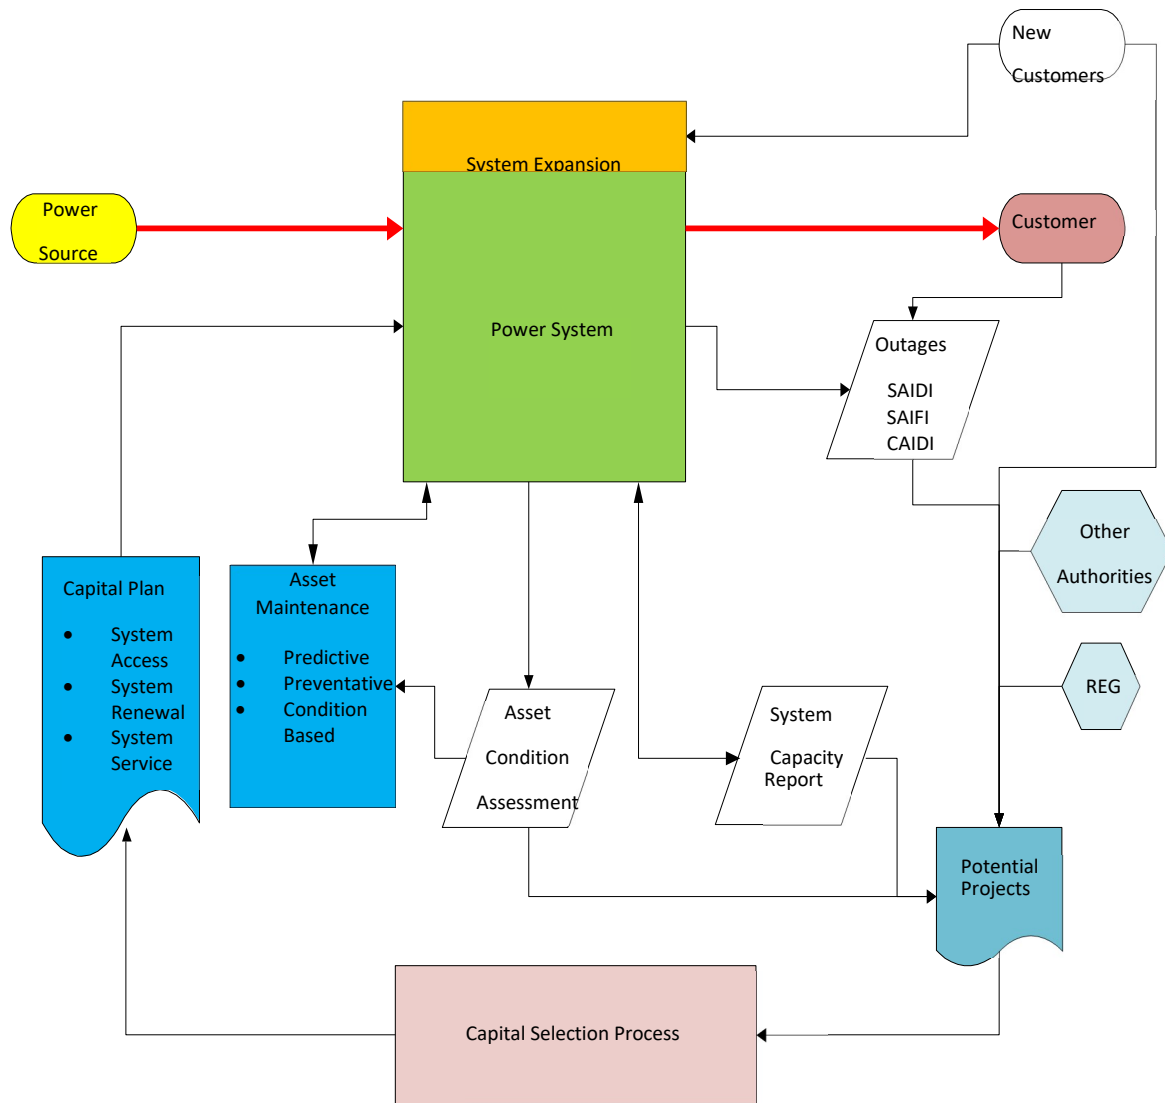 New
Customers
System Expansion
Power
Source
Customer
Power System
Outages
SAIDI
SAIFI
CAIDI
Other
Authorities
Capital Plan
• System
Access
• System
Renewal
• System
Service
Asset
Maintenance
• Predictive
• Preventative
• Condition
Based
Asset
Condition
Assessment
System
Capacity
Report
REG
Potential
Projects
Capital Selection Process